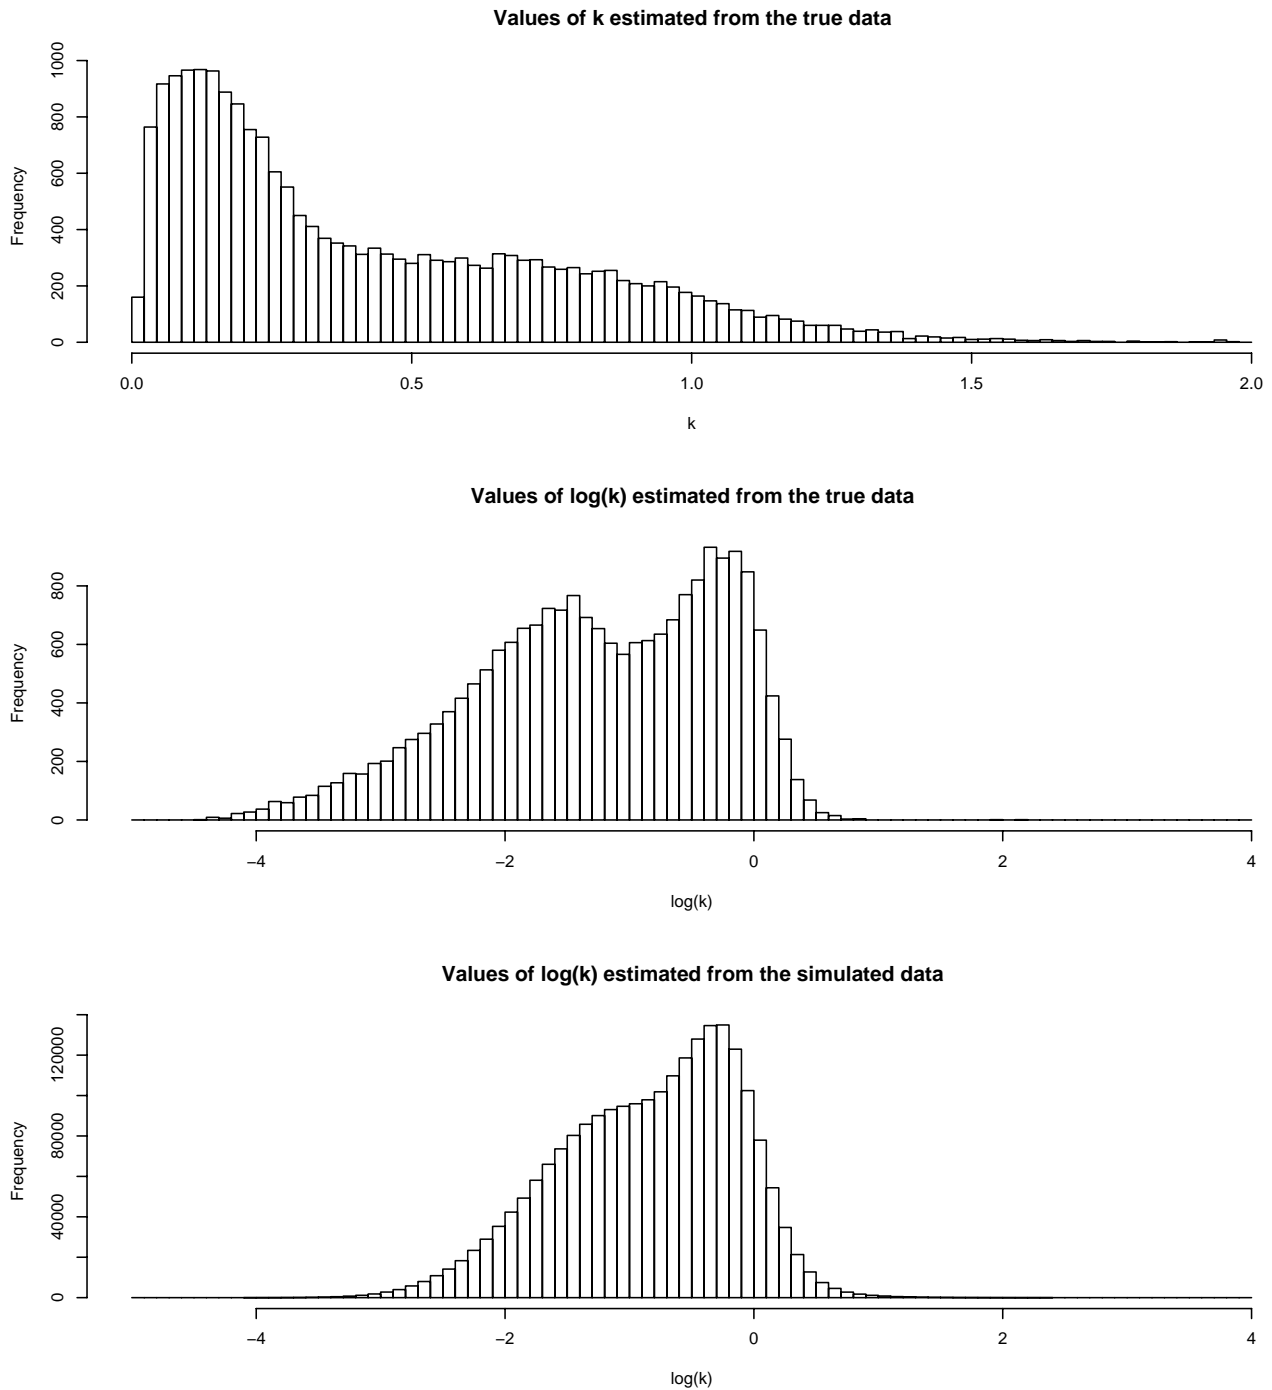 Values of k estimated from the true data
Frequency
1000
800
600
400
200
0
0.0 0.5 1.0 1.5 2.0
k
Values of log(k) estimated from the true data
Frequency
800
600
400
200
0
−4 −2 0 2 4
log(k)
Values of log(k) estimated from the simulated data
Frequency
120000
80000
40000
0
−4 −2 0 2 4
log(k)